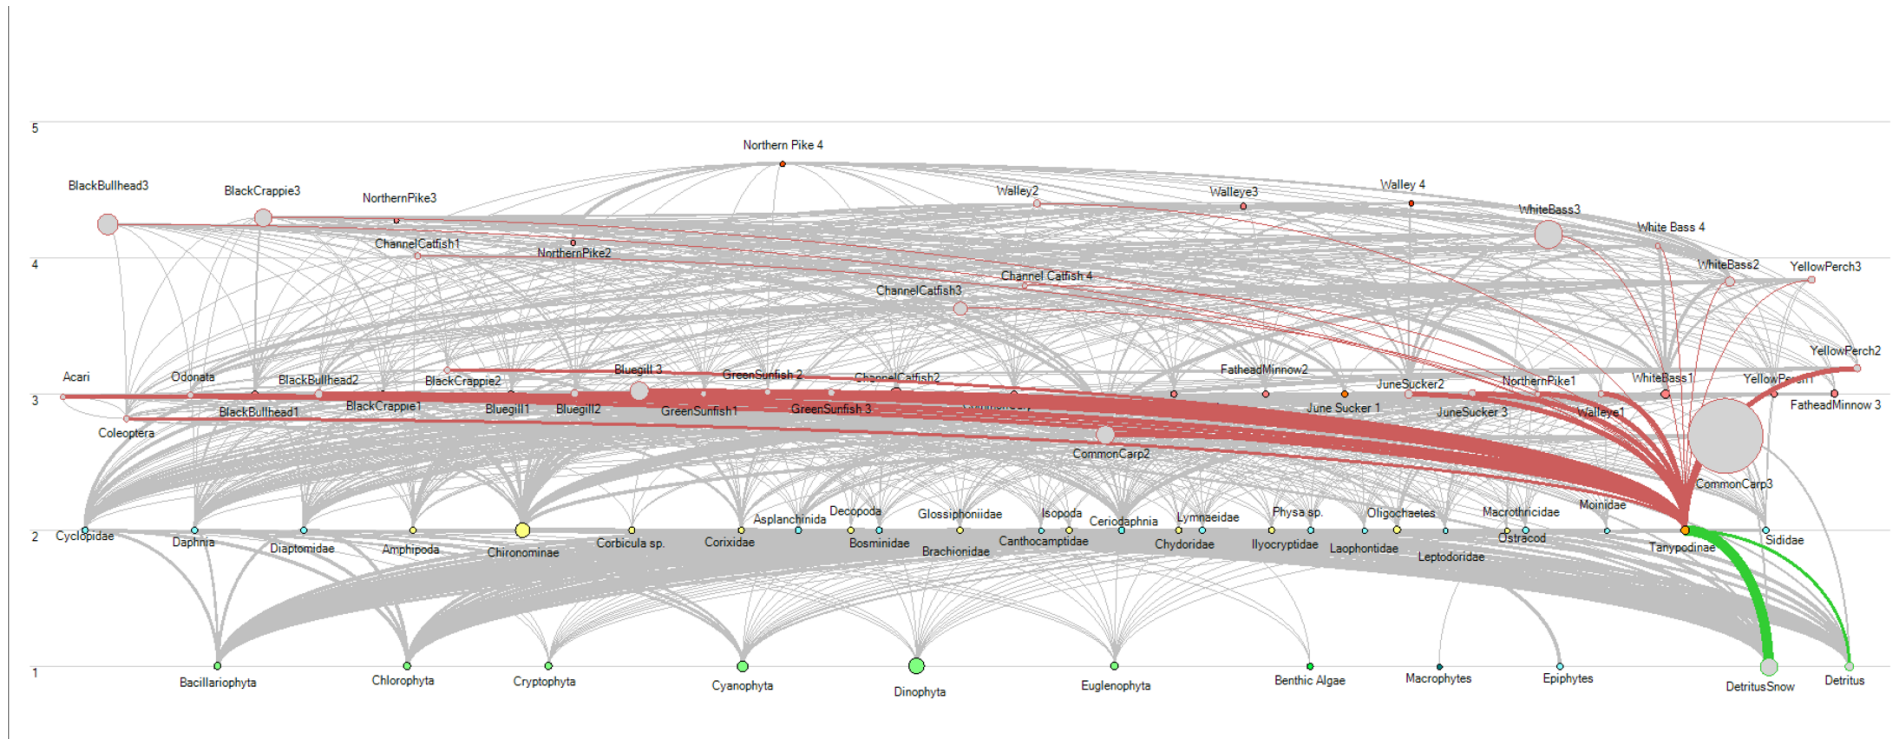 5
Northern Pike 4
BlackBullhead3
BlackCrappie3
NorthernPike3
Walley2
Walleye3
Walley 4
WhiteBass3
White Bass 4
ChannelCatfish1
NorthernPike2
4
Channel Catfish 4
WhiteBass2
YellowPerch3
ChannelCatfish3
YellowPerch2
Acari
Odonata
BlackBullhead2
BlackCrappie2
Bluegill 3
GreenSunfish 2
ChannelCatfish2
FatheadMinnow2
JuneSucker2
NorthernPike1
WhiteBass1
YellowPerch1
3
BlackBullhead1
BlackCrappie1
Bluegill1
Bluegill2
GreenSunfish1
GreenSunfish 3
June Sucker 1
JuneSucker 3
Walleye1
FatheadMinnow 3
Coleoptera
CommonCarp2
CommonCarp3
2
Cyclopidae
Daphnia
Diaptomidae
Amphipoda
Chironominae
Corbicula sp.
Corixidae
Asplanchinida
Decopoda
Bosminidae
Glossiphoniidae
Brachionidae
Isopoda
Canthocamptidae
Ceriodaphnia
Lymnaeidae
Chydoridae
Physa sp.
Ilyocryptidae
Laophontidae
Oligochaetes
Leptodoridae
Macrothricidae
Ostracod
Moinidae
Tanypodinae
Sididae
1
Bacillariophyta
Chlorophyta
Cryptophyta
Cyanophyta
Dinophyta
Euglenophyta
Benthic Algae
Macrophytes
Epiphytes
DetritusSnow
Detritus